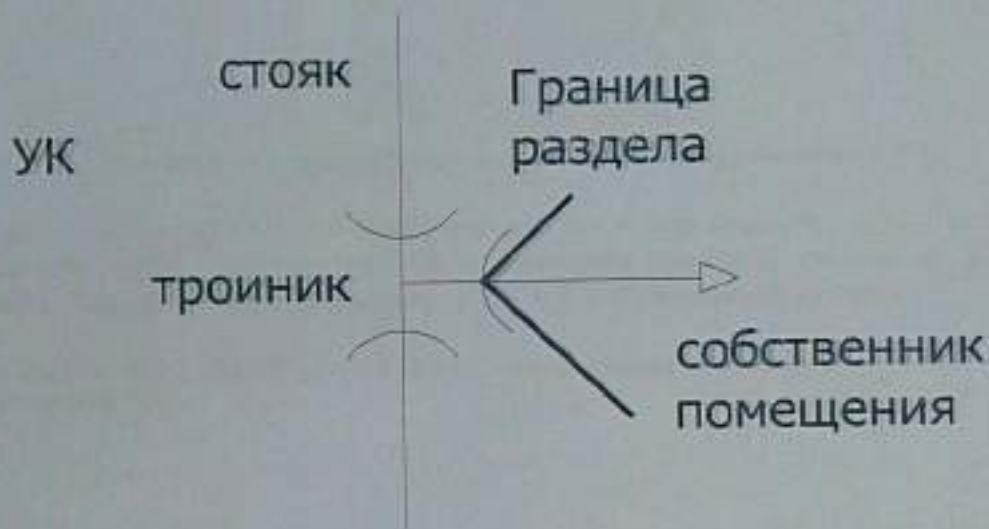 стояк
Граница
раздела
УК
троиник
собственник
помещения